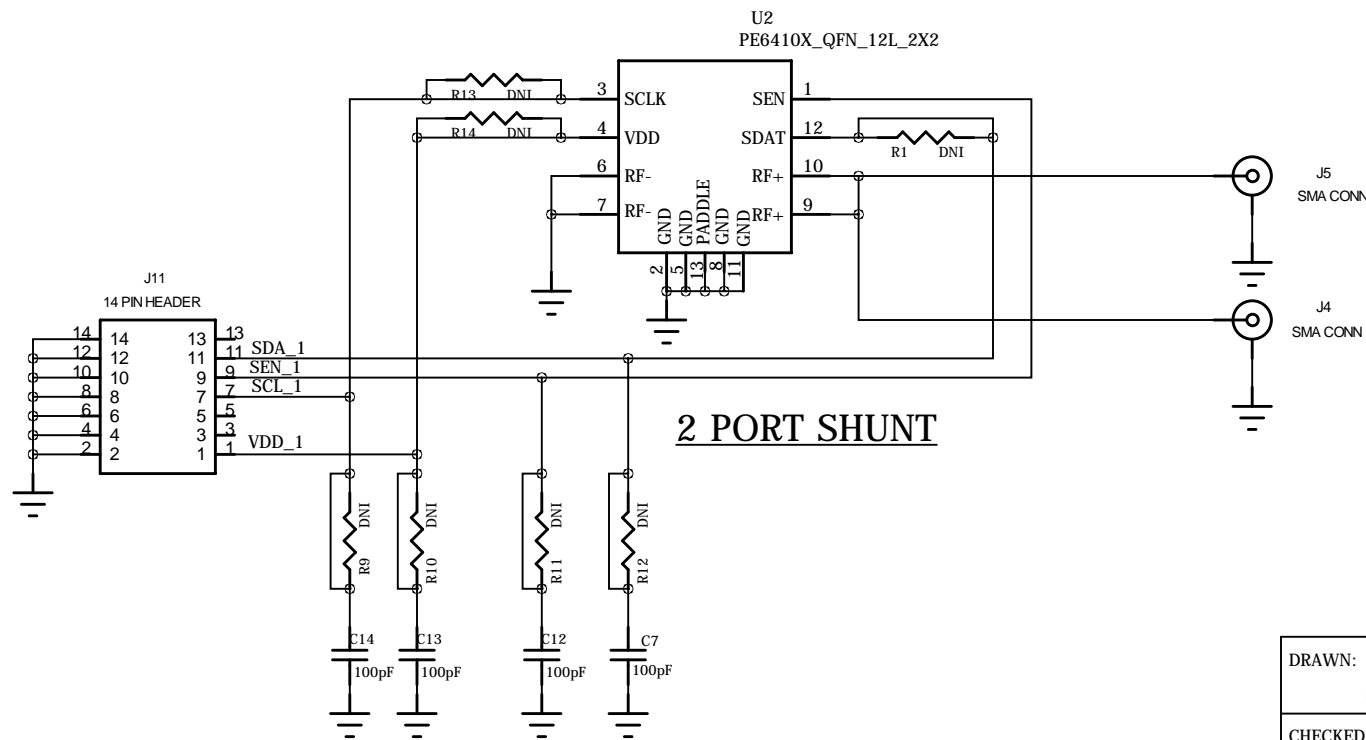 U2
PE6410X_QFN_12L_2X2
R13 DNI
3 SCLK
SEN 1
R14 DNI
4 VDD
SDAT 12
R1 DNI
6 RF-
RF+ 10
7 RF-
RF+ 9
GND
GND
PADDLE
GND
GND
2
5
13
8
11
J5
SMA CONN
J4
SMA CONN
J11
14 PIN HEADER
14 14 13 13
12 12 11 11 SDA_1
10 10 9 9 SEN_1
8 8 7 7 SCL_1
6 6 5 5
4 4 3 3
2 2 1 1 VDD_1
2 PORT SHUNT
R9 DNI
R10 DNI
R11 DNI
R12 DNI
C14
100pF
C13
100pF
C12
100pF
C7
100pF
DRAWN:
CHECKED